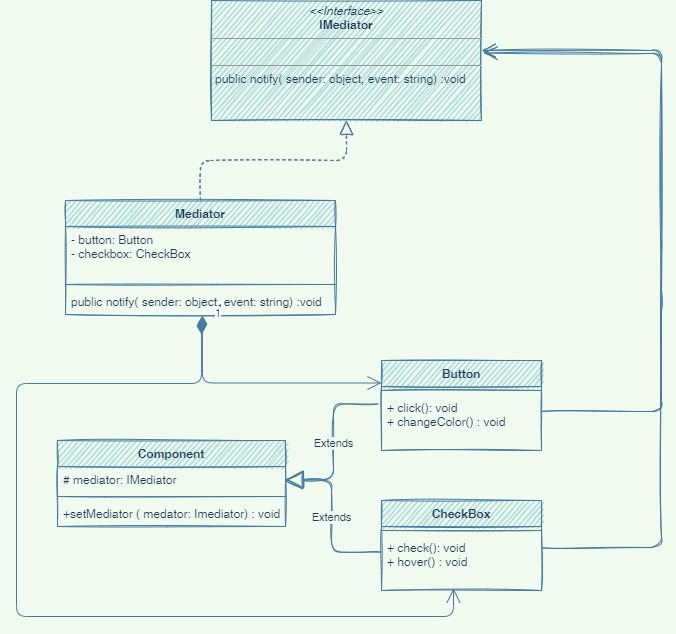 <<Interface>>
IMediator
public notify( sender: object, event: string) :void
Mediator
- button: Button
- checkbox: CheckBox
public notify( sender: object, event: string) :void
1
Button
+ click(): void
+ changeColor() : void
Extends
Component
# mediator: IMediator
+setMediator ( medator: Imediator) : void
Extends
CheckBox
+ check(): void
+ hover() : void